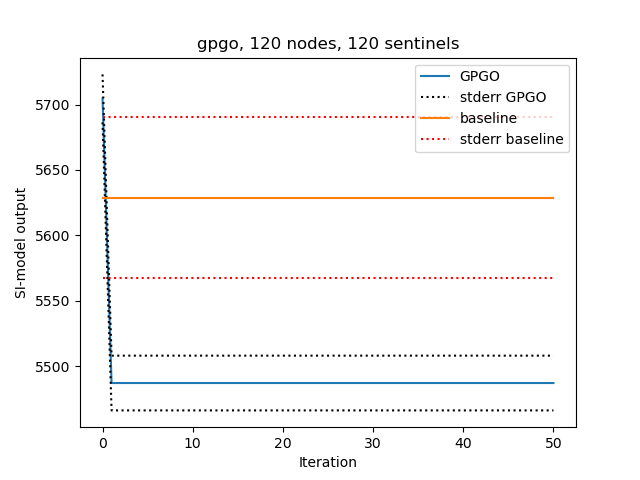 gpgo, 120 nodes, 120 sentinels
GPGO
stderr GPGO
baseline
stderr baseline
SI-model output
5700
5650
5600
5550
5500
0 10 20 30 40 50
Iteration